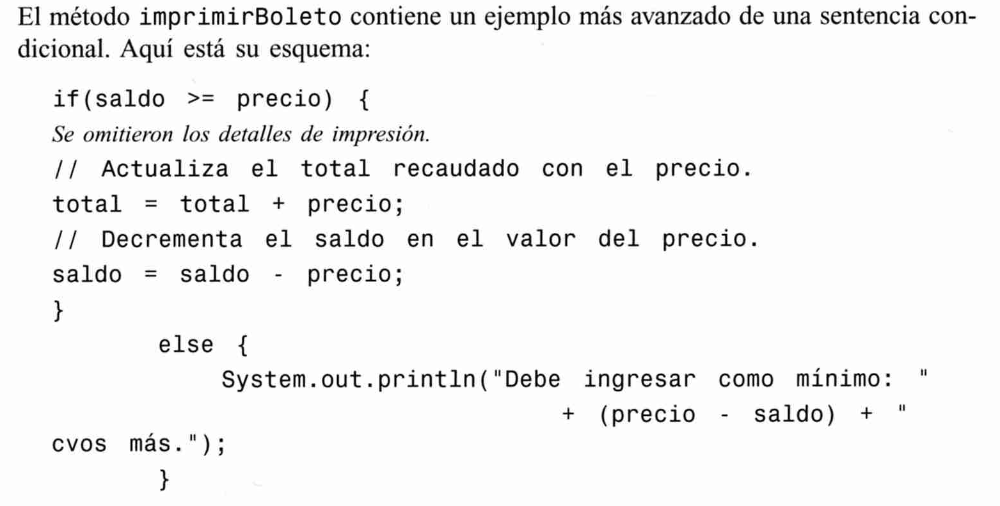 El método imprimirBoleto contiene un ejemplo más avanzado de una sentencia con-
dicional. Aquí está su esquema:
if(saldo >= precio) {
Se omitieron los detalles de impresión.
// Actualiza el total recaudado con el precio.
total = total + precio;
// Decrementa el saldo en el valor del precio.
saldo = saldo - precio;
}
else {
System.out.println("Debe ingresar como mínimo: "
+ (precio - saldo) + "
cvos más.");
}